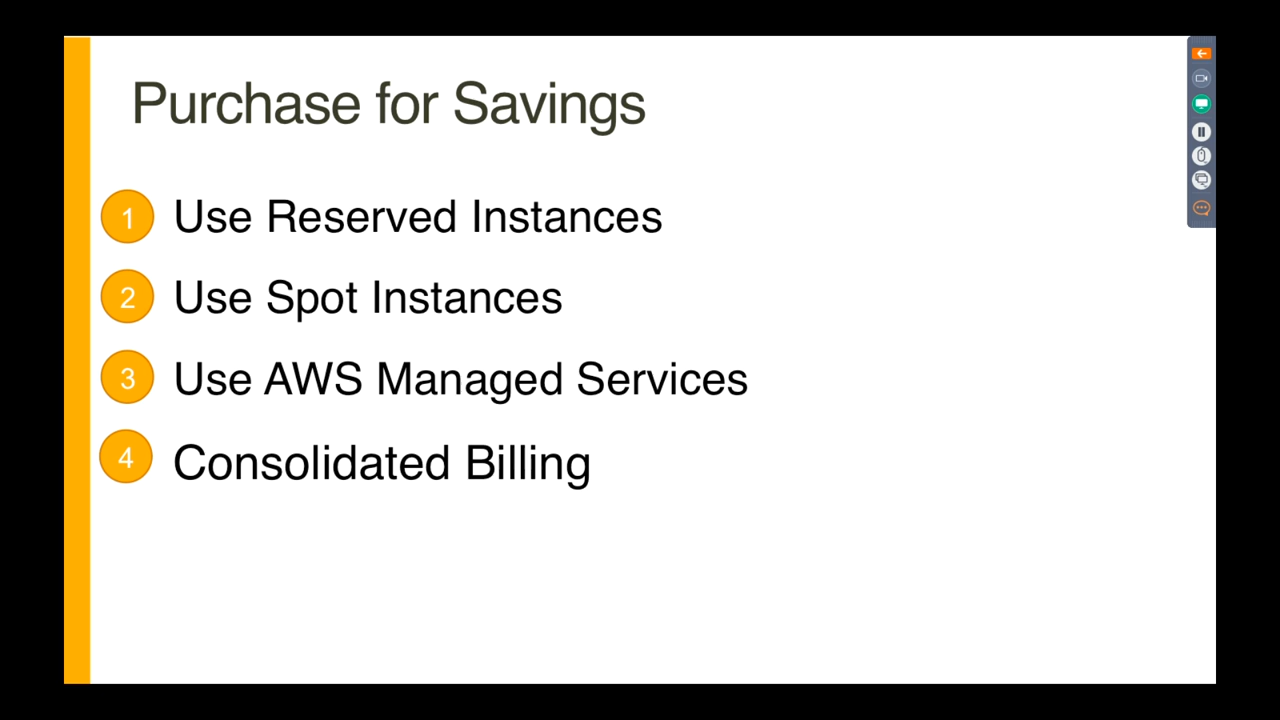 Purchase for Savings
1 Use Reserved Instances
2 Use Spot Instances
3 Use AWS Managed Services
4 Consolidated Billing